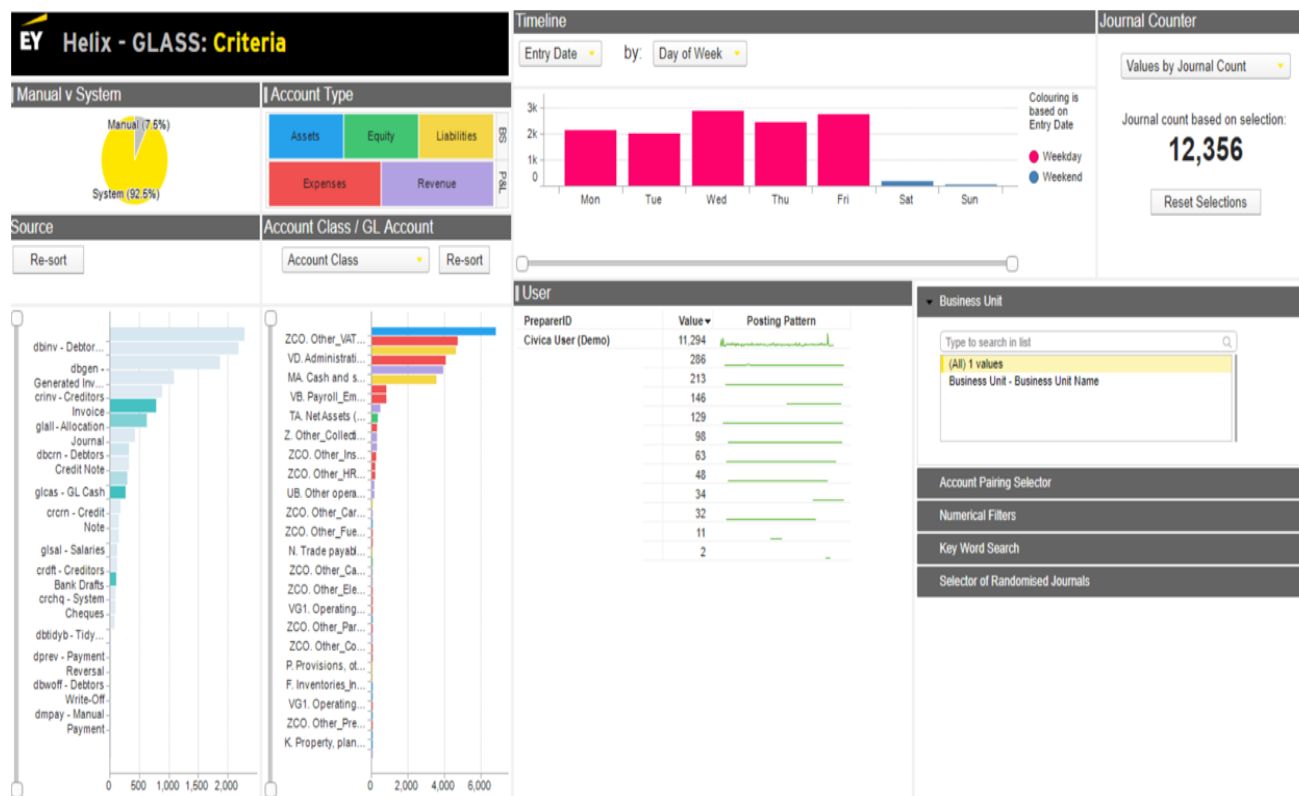 EY Helix - GLASS: Criteria
Manual v System
Manual (7.5%)
System (92.5%)
Account Type
Assets
Equity
Liabilities
BS
Expenses
Revenue
P&L
Timeline
Entry Date
by:
Day of Week
3k
2k
1k
0
Mon
Tue
Wed
Thu
Fri
Sat
Sun
Colouring is
based on
Entry Date
Weekday
Weekend
Journal Counter
Values by Journal Count
Journal count based on selection:
12,356
Reset Selections
Source
Re-sort
dbinv - Debtor...
dbgen -
Generated Inv...
crinv - Creditors
Invoice
glall - Allocation
Journal
dbcrn - Debtors
Credit Note
glcas - GL Cash
crcrn - Credit
Note
glsal - Salaries
crdft - Creditors
Bank Drafts
crchq - System
Cheques
dbtidyb - Tidy...
dprev - Payment
Reversal
dbwoff - Debtors
Write-Off
dmpay - Manual
Payment
0
500
1,000
1,500
2,000
Account Class / GL Account
Account Class
Re-sort
ZCO. Other_VAT...
VD. Administrati...
MA. Cash and s...
VB. Payroll_Em...
TA. Net Assets (...
Z. Other_Collecti...
ZCO. Other_Ins...
ZCO. Other_HR...
UB. Other opera...
ZCO. Other_Car...
ZCO. Other_Fue...
N. Trade payabl...
ZCO. Other_Ca...
ZCO. Other_Ele...
VG1. Operating...
ZCO. Other_Par...
ZCO. Other_Co...
P. Provisions, ot...
F. Inventories_In...
VG1. Operating...
ZCO. Other_Pre...
K. Property, plan...
0
2,000
4,000
6,000
User
PreparerID Value Posting Pattern
Civica User (Demo) 11,294
286
213
146
129
98
63
48
34
32
11
2
Business Unit
Type to search in list
(All) 1 values
Business Unit - Business Unit Name
Account Pairing Selector
Numerical Filters
Key Word Search
Selector of Randomised Journals